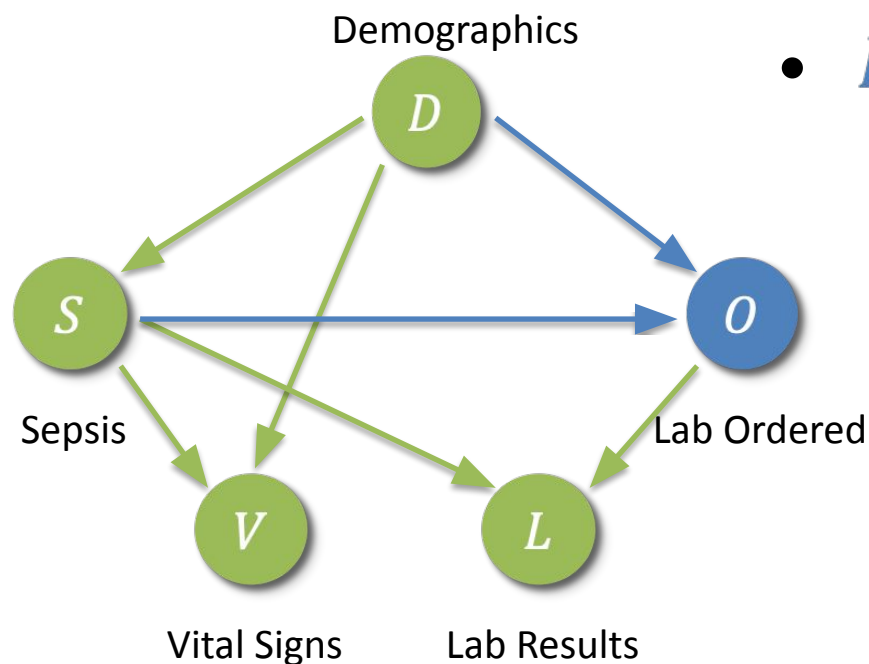 Demographics
D
S
O
Sepsis
Lab Ordered
V
L
Vital Signs
Lab Results